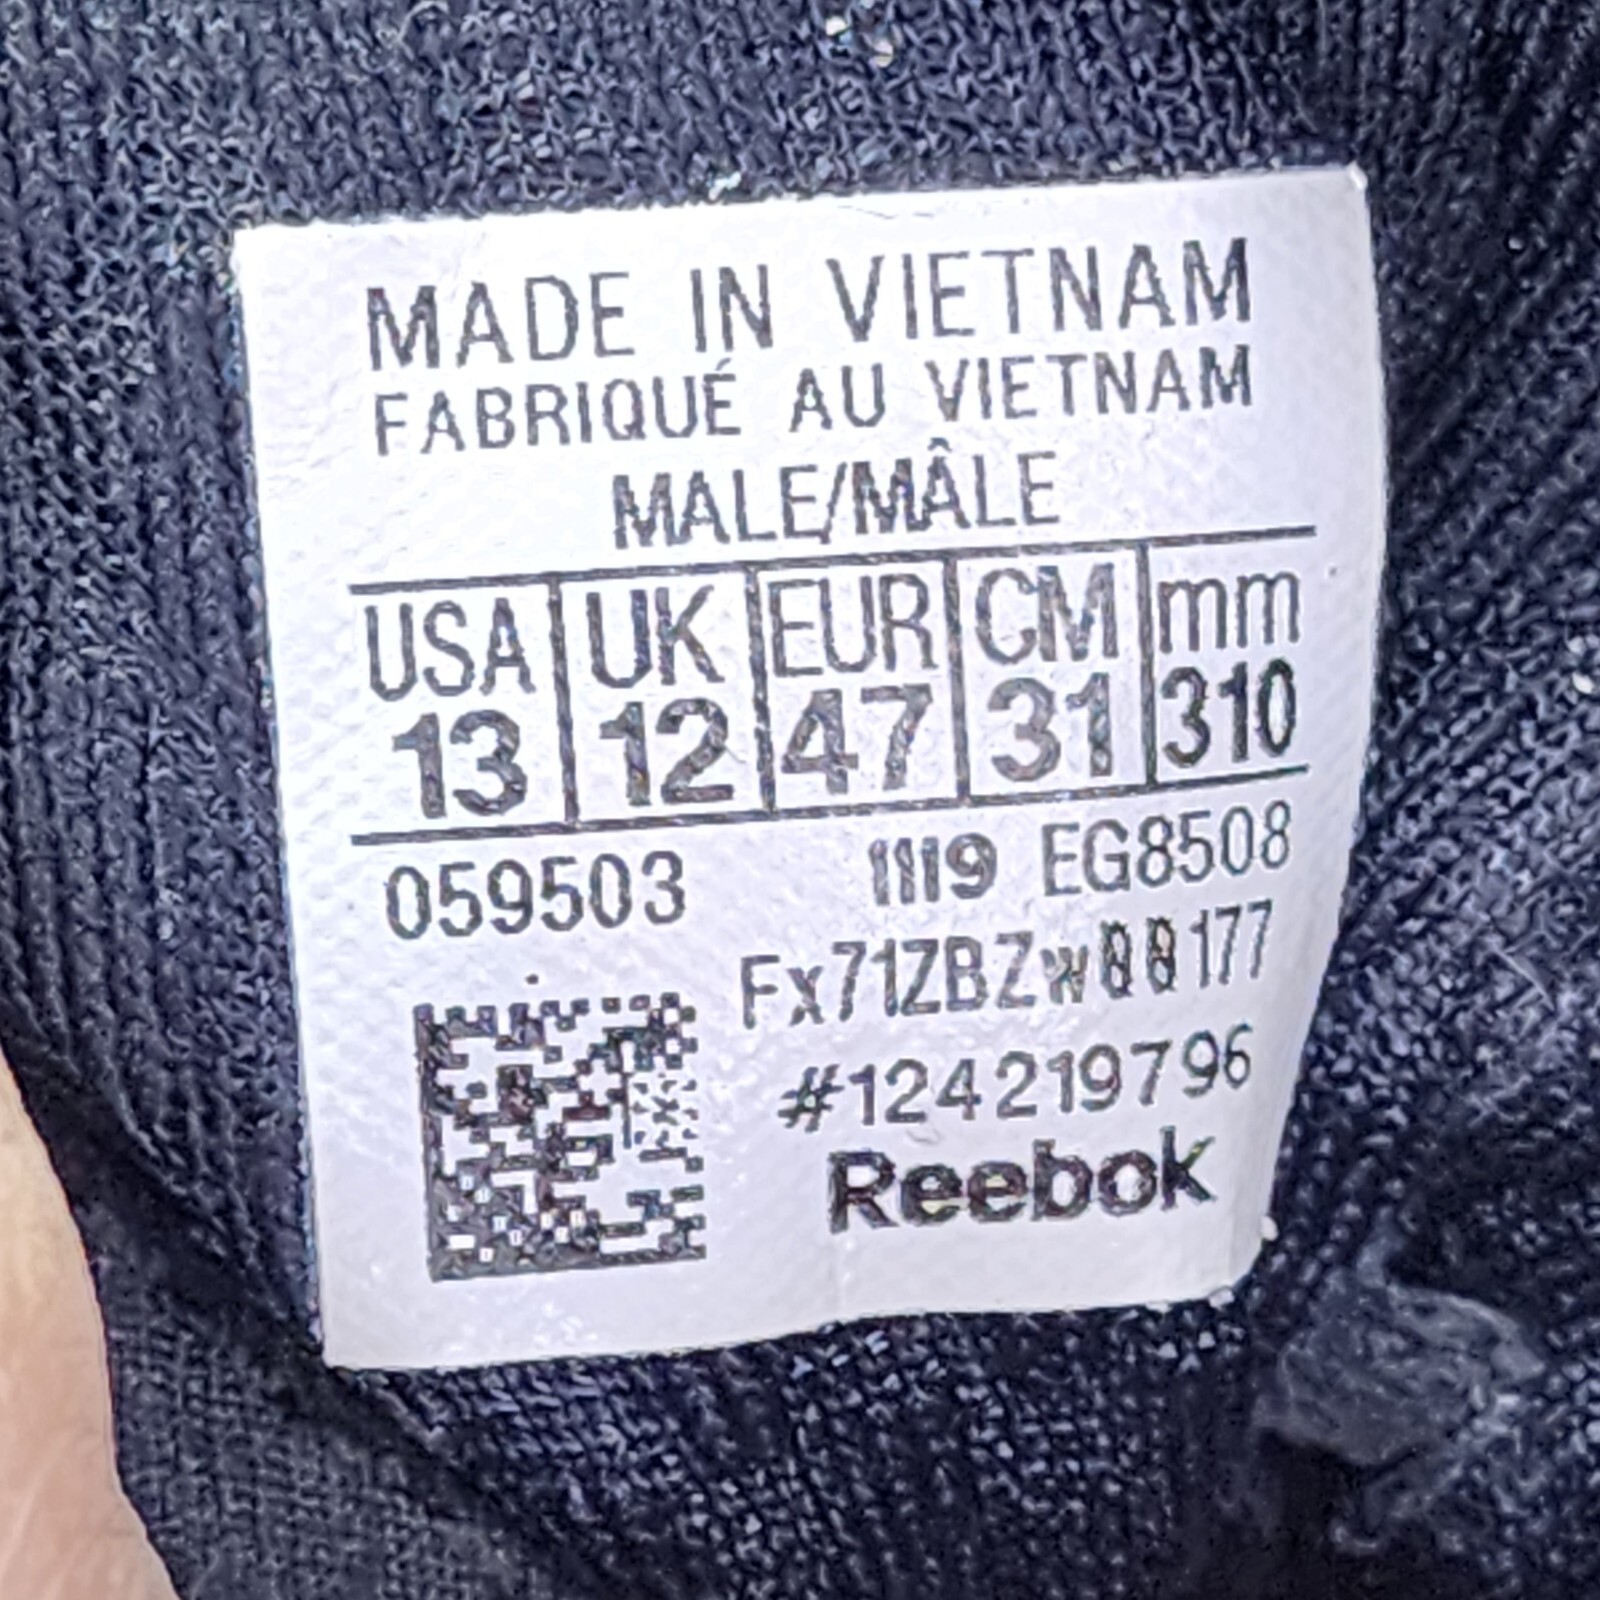 MADE IN VIETNAM
FABRIQUÉ AU VIETNAM
MALE/MÂLE
USA UK EUR CM mm
13 12 47 31 310
059503 1119 EG8508
#124219796
Reebok